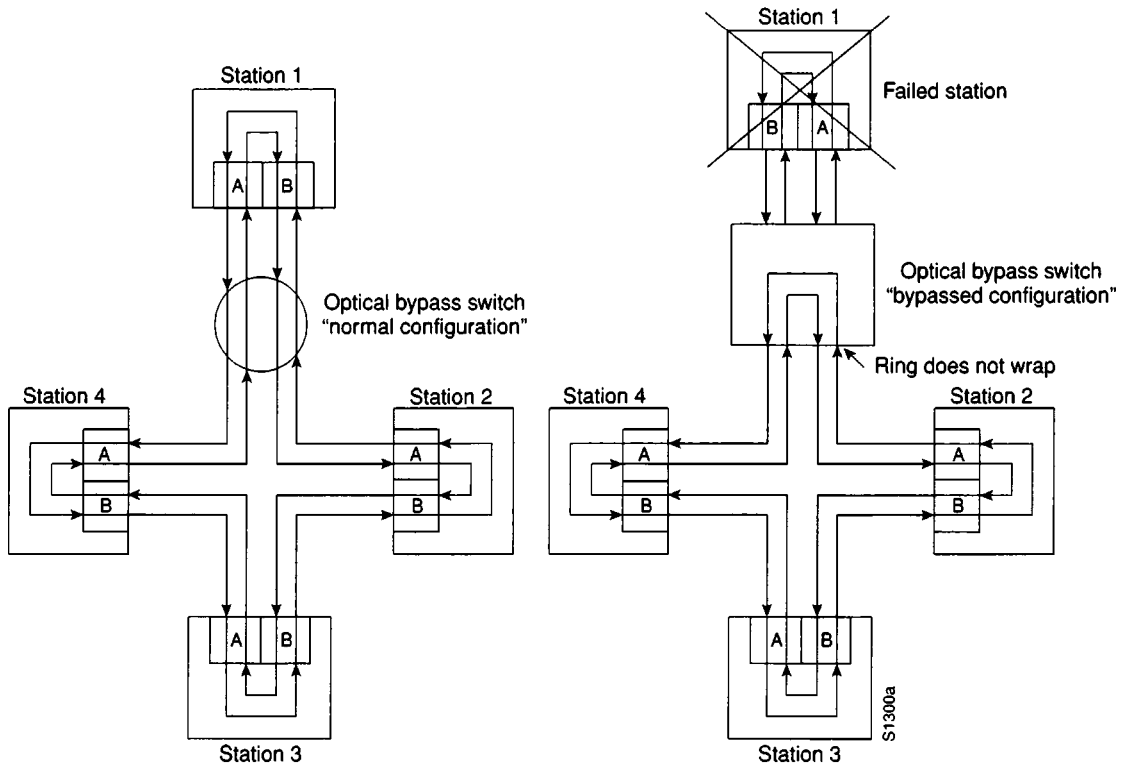 Station 1
A B
Optical bypass switch
“normal configuration”
Station 4
A
B
Station 2
A
B
A B
Station 3
Station 1
Failed station
B A
Optical bypass switch
“bypassed configuration”
Ring does not wrap
Station 4
A
B
Station 2
A
B
A B
Station 3
S1300a